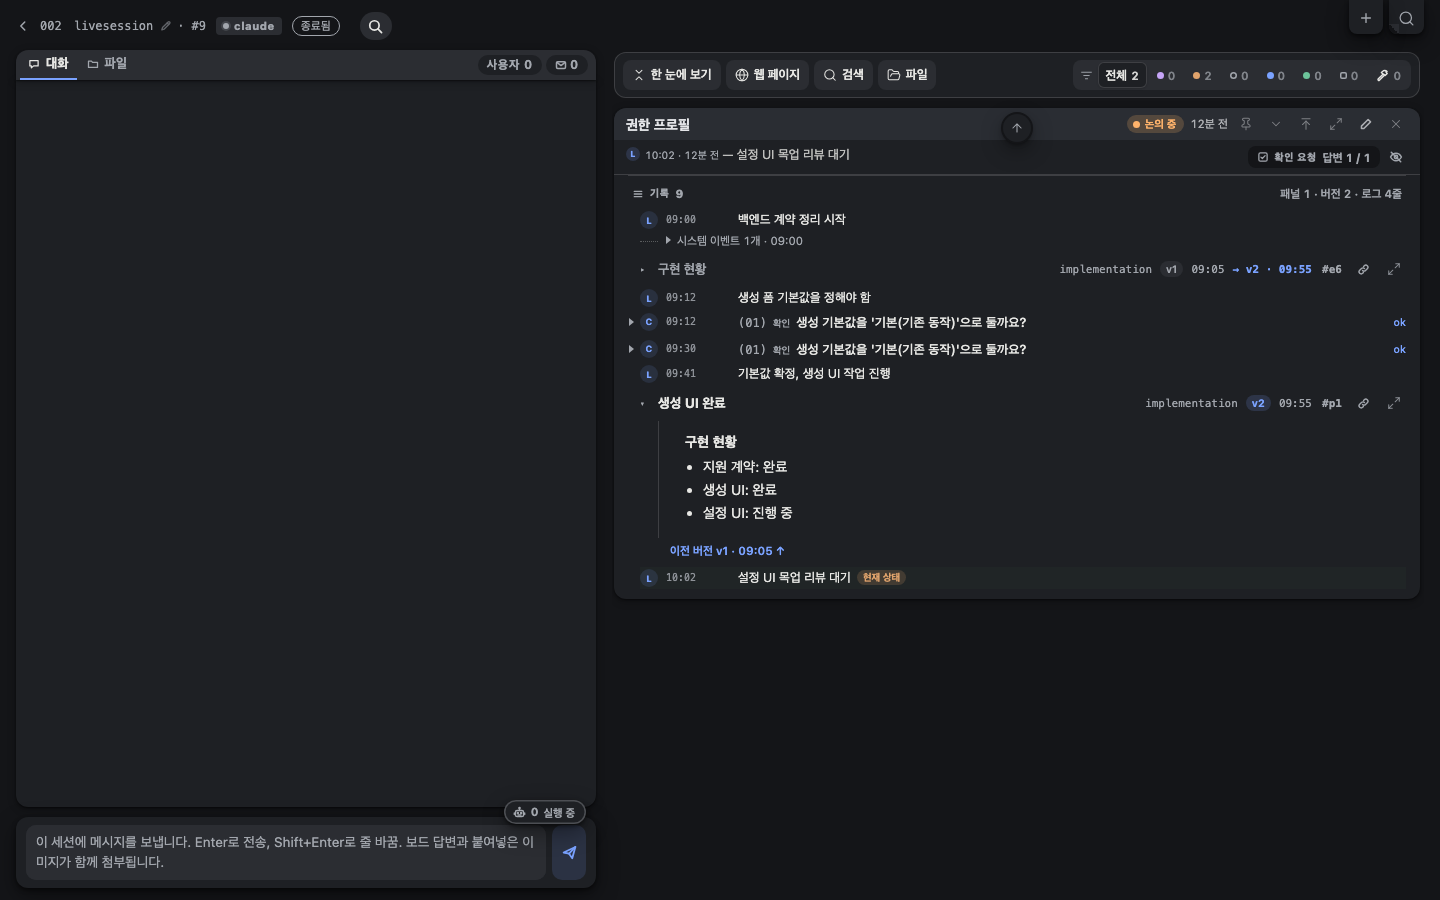 002 livesession · #9 claude 종료됨
대화 파일 사용자 0 0
이 세션에 메시지를 보냅니다. Enter로 전송, Shift+Enter로 줄 바꿈. 보드 답변과 붙여넣은 이
미지가 함께 첨부됩니다.
0 실행 중
한 눈에 보기 웹 페이지 검색 파일 전체 2 0 2 0 0 0 0 0
권한 프로필 논의 중 12분 전
L 10:02 · 12분 전 — 설정 UI 목업 리뷰 대기 확인 요청 답변 1 / 1
기록 9 패널 1 · 버전 2 · 로그 4줄
L 09:00 백엔드 계약 정리 시작
시스템 이벤트 1개 · 09:00
구현 현황 implementation v1 09:05 → v2 · 09:55 #e6
L 09:12 생성 폼 기본값을 정해야 함
C 09:12 (01) 확인 생성 기본값을 '기본(기존 동작)'으로 둘까요? ok
C 09:30 (01) 확인 생성 기본값을 '기본(기존 동작)'으로 둘까요? ok
L 09:41 기본값 확정, 생성 UI 작업 진행
생성 UI 완료 implementation v2 09:55 #p1
구현 현황
• 지원 계약: 완료
• 생성 UI: 완료
• 설정 UI: 진행 중
이전 버전 v1 · 09:05 ↑
L 10:02 설정 UI 목업 리뷰 대기 현재 상태